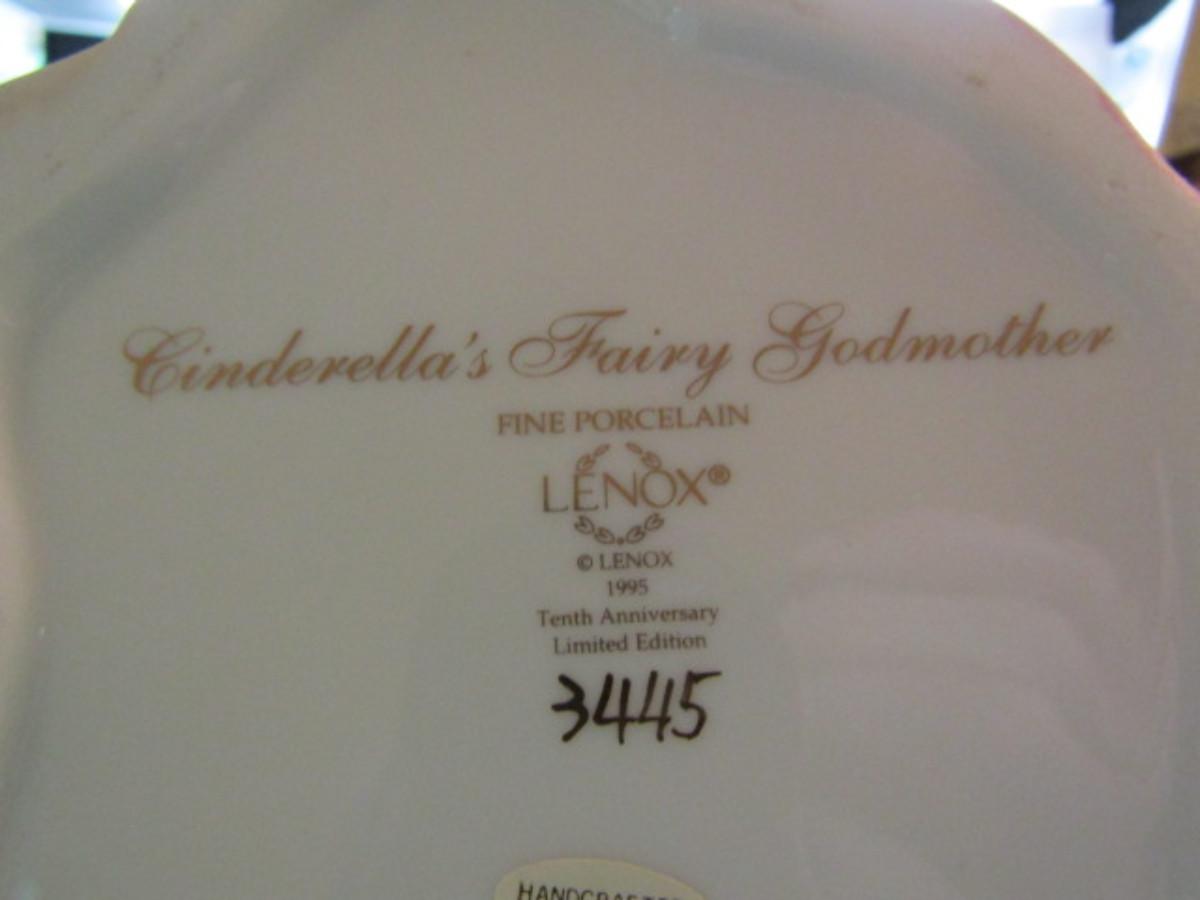 Cinderella's Fairy Godmother
FINE PORCELAIN
LENOX®
© LENOX
1995
Tenth Anniversary
Limited Edition
3445